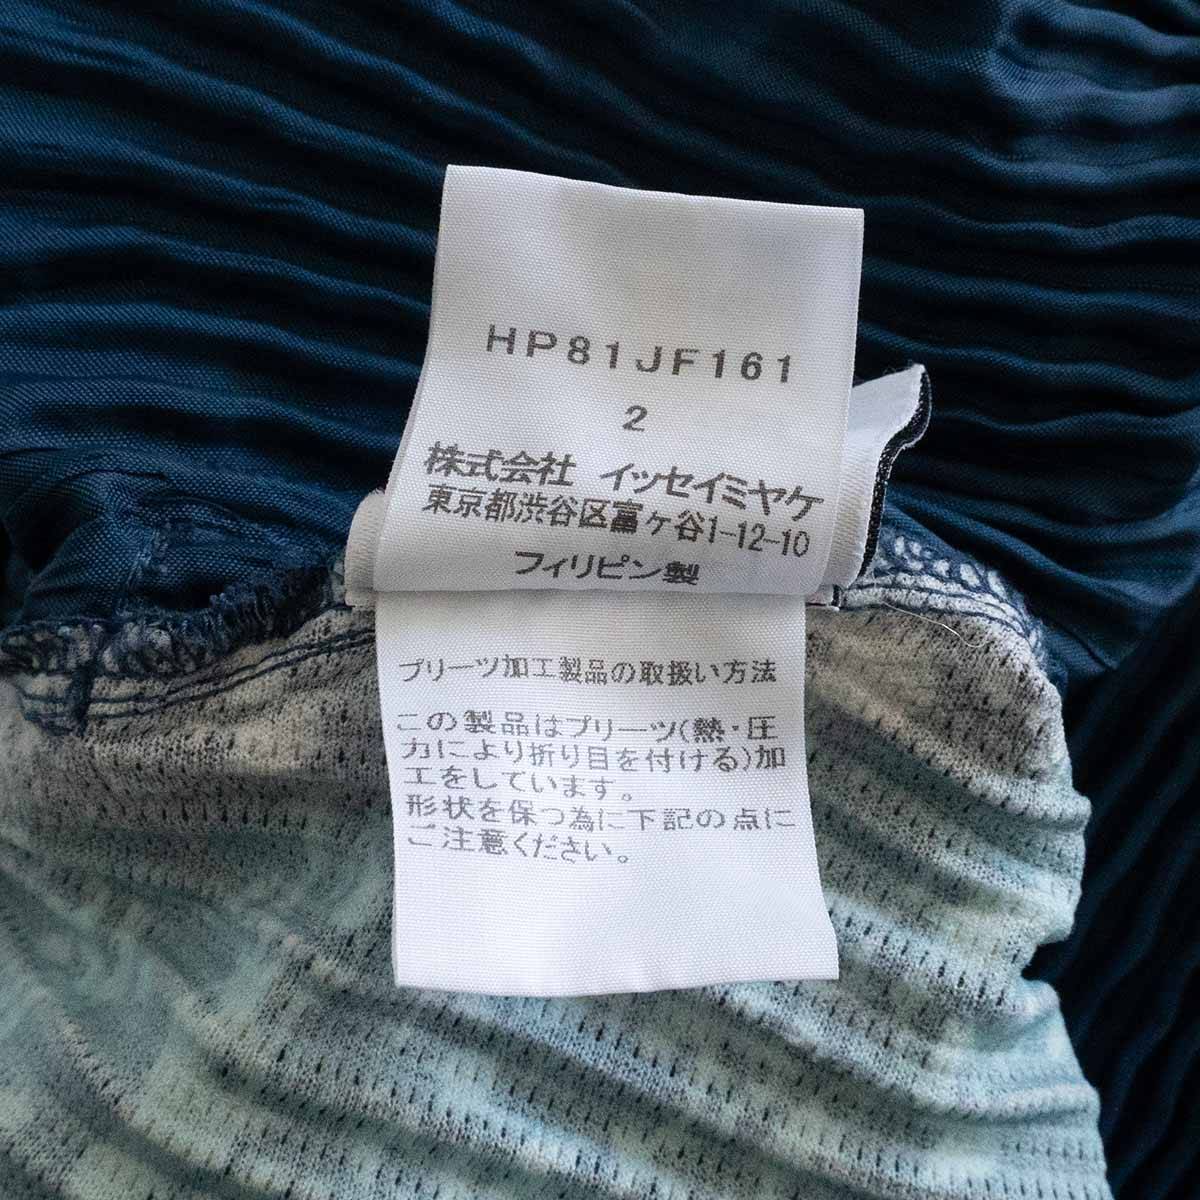 HP81JF161
2
株式会社 イッセイミヤケ
東京都渋谷区富ヶ谷1-12-10
フィリピン製
プリーツ加工製品の取扱い方法
この製品はプリーツ(熱・圧
力により折り目を付ける)加
工をしています。
形状を保つ為に下記の点に
ご注意ください。